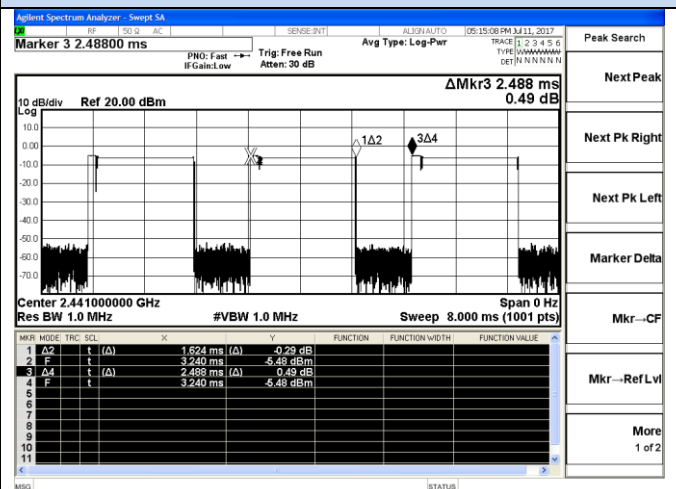 Agilent Spectrum Analyzer - Swept SA
RF 50 Ω AC SENSE:INT ALIGN AUTO 05:15:08 PM Jul 11, 2017
Marker 3 2.48800 ms
PNO: Fast Trig: Free Run
IFGain:Low Atten: 30 dB
Avg Type: Log-Pwr
TRACE 1 2 3 4 5 6
TYPE WWWWWW
DET N N N N N N
Peak Search
Next Peak
Next Pk Right
Next Pk Left
Marker Delta
Mkr→CF
Mkr→Ref Lvl
More
1 of 2
ΔMkr3 2.488 ms
0.49 dB
10 dB/div Ref 20.00 dBm
Log
10.0
0.00
-10.0
-20.0
-30.0
-40.0
-50.0
-60.0
-70.0
1Δ2 3Δ4
Center 2.441000000 GHz Span 0 Hz
Res BW 1.0 MHz #VBW 1.0 MHz Sweep 8.000 ms (1001 pts)
MKR MODE TRC SCL X Y FUNCTION FUNCTION WIDTH FUNCTION VALUE
1 Δ2 t (Δ) 1.624 ms (Δ) -0.29 dB
2 F t 3.240 ms -5.48 dBm
3 Δ4 t (Δ) 2.488 ms (Δ) 0.49 dB
4 F t 3.240 ms -5.48 dBm
5
6
7
8
9
10
11
MSG STATUS